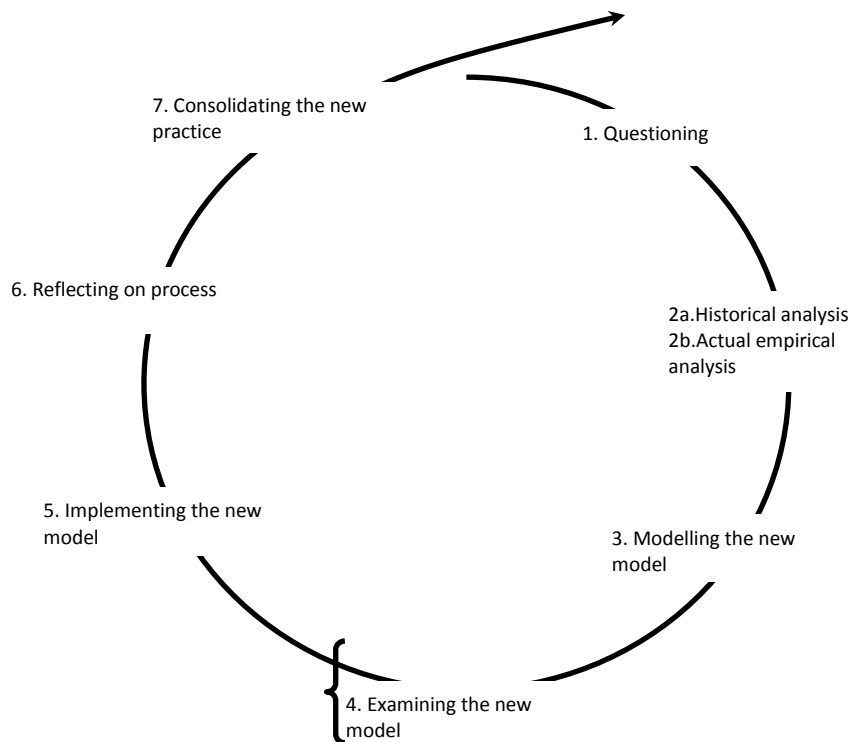 1. Questioning
2a.Historical analysis
2b.Actual empirical
analysis
3. Modelling the new
model
4. Examining the new
model
5. Implementing the new
model
6. Reflecting on process
7. Consolidating the new
practice